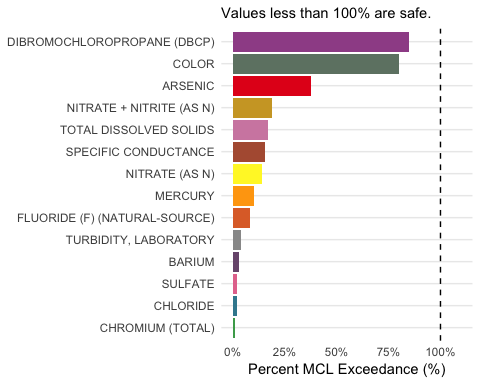 Values less than 100% are safe.
DIBROMOCHLOROPROPANE (DBCP)
COLOR
ARSENIC
NITRATE + NITRITE (AS N)
TOTAL DISSOLVED SOLIDS
SPECIFIC CONDUCTANCE
NITRATE (AS N)
MERCURY
FLUORIDE (F) (NATURAL-SOURCE)
TURBIDITY, LABORATORY
BARIUM
SULFATE
CHLORIDE
CHROMIUM (TOTAL)
0% 25% 50% 75% 100%
Percent MCL Exceedance (%)